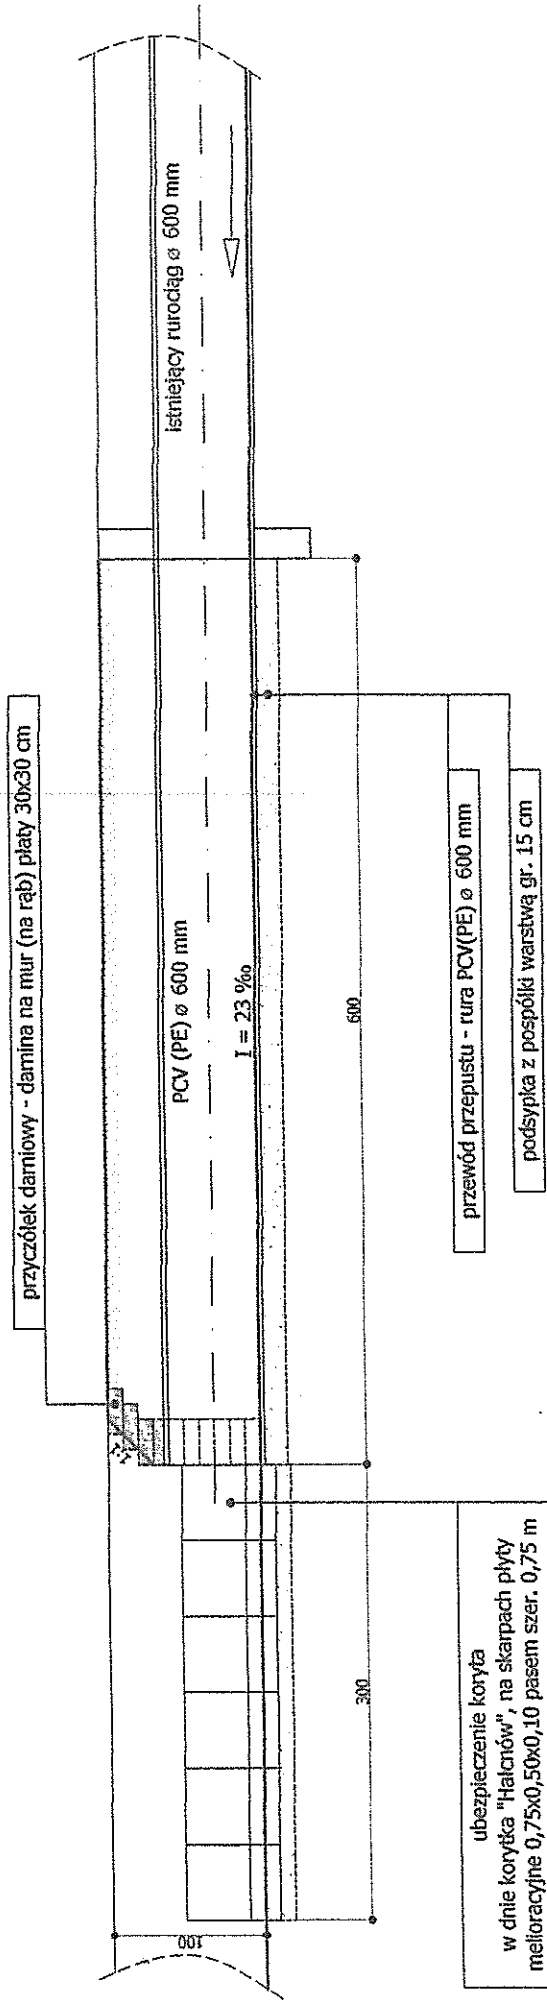 przyczółek darniowy - darnina na mur (na rąb) płaty 30x30 cm
istniejący rurociąg ø 600 mm
PCV (PE) ø 600 mm
I = 23 ‰
600
300
100
przewód przepustu - rura PCV(PE) ø 600 mm
podsypka z pospółki warstwą gr. 15 cm
ubezpieczenie koryta
w dnie korytka "Halcnów", na skarpach płyty
melioracyjne 0,75x0,50x0,10 pasem szer. 0,75 m